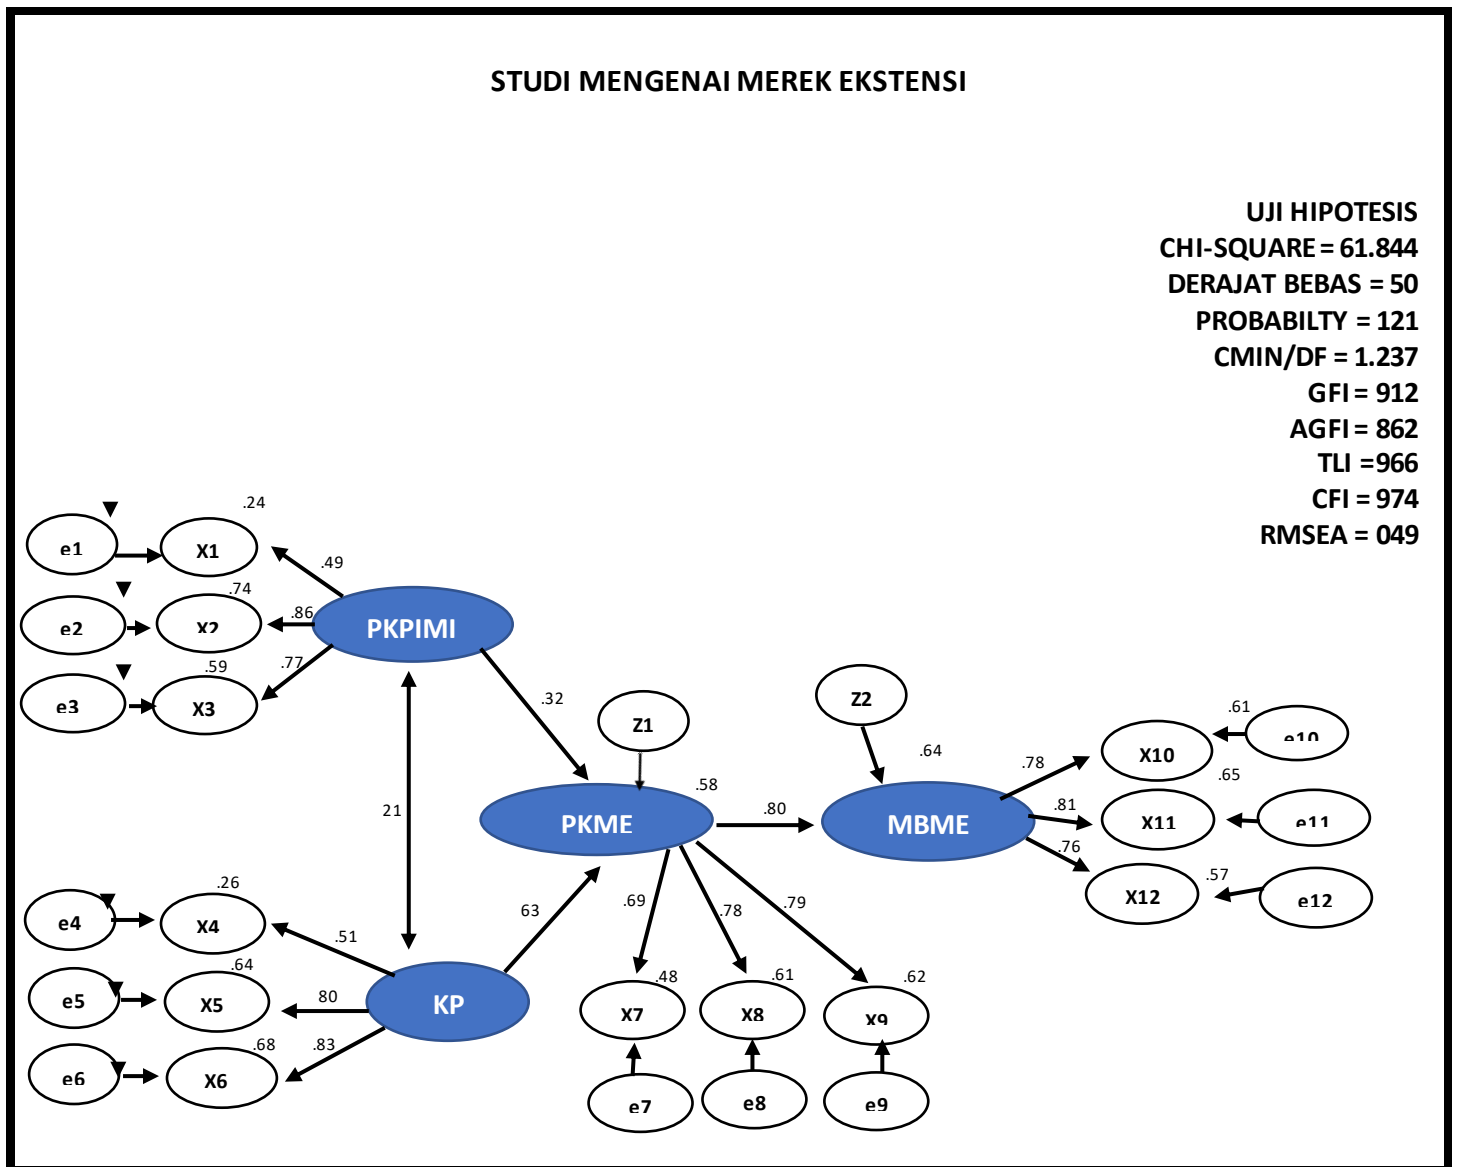 STUDI MENGENAI MEREK EKSTENSI
UJI HIPOTESIS
CHI-SQUARE = 61.844
DERAJAT BEBAS = 50
PROBABILTY = 121
CMIN/DF = 1.237
GFI = 912
AGFI = 862
TLI =966
CFI = 974
RMSEA = 049
.24
e1
X1
.49
.74
e2
X2
.86
PKPIMI
.59
.77
e3
X3
.32
Z1
Z2
.61
e10
X10
.78
.64
.65
.58
21
PKME
.80
MBME
.81
X11
e11
.76
.57
X12
e12
.26
e4
X4
.51
63
.69
.78
.79
.64
e5
X5
80
KP
.48
.61
.62
X7
X8
X9
.68
e6
X6
.83
e7
e8
e9